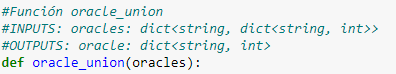 #Función oracle_union
#INPUTS: oracles: dict<string, dict<string, int>>
#OUTPUTS: oracle: dict<string, int>
def oracle_union(oracles):